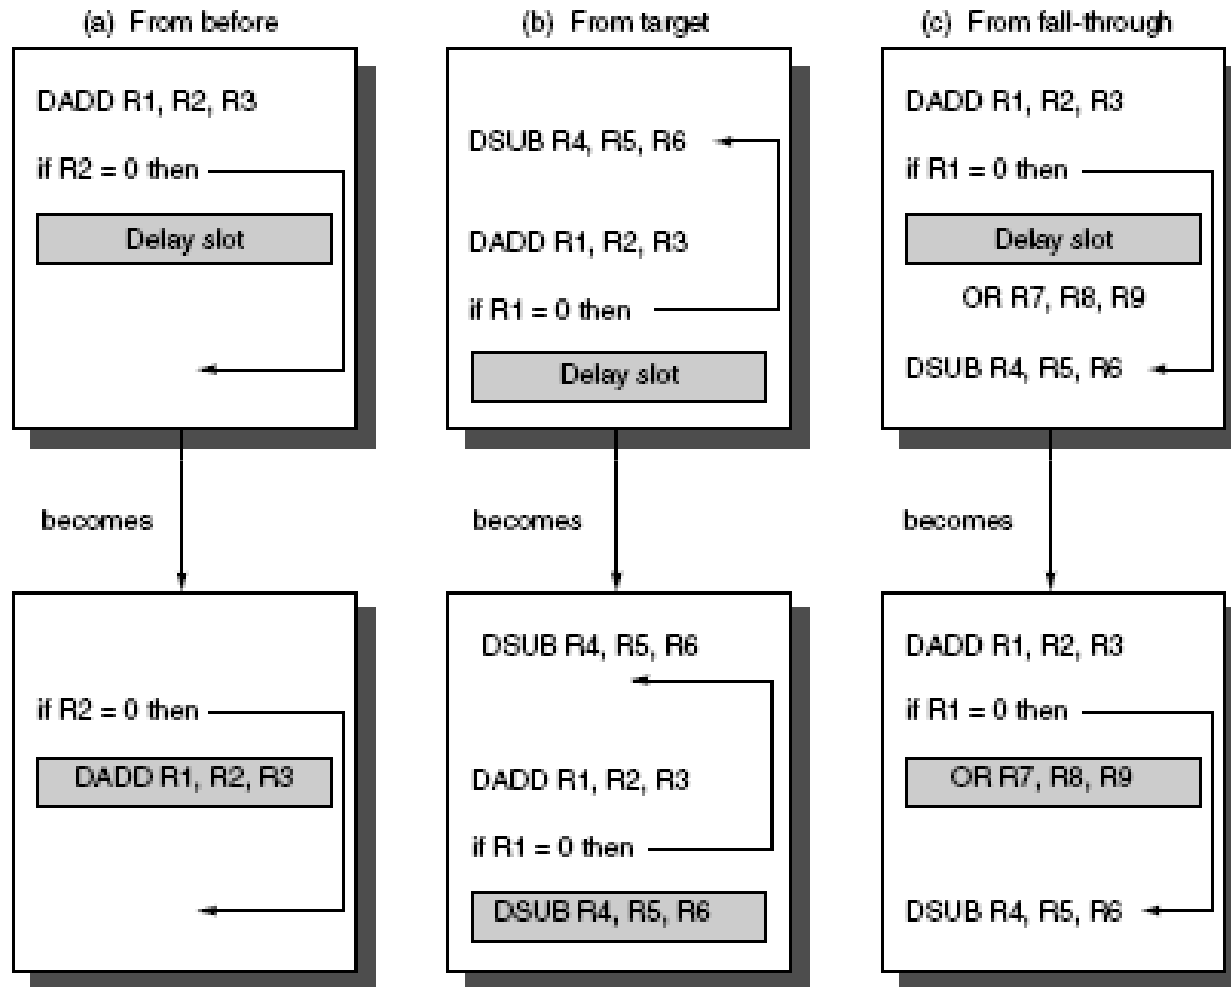 (a) From before
DADD R1, R2, R3
if R2 = 0 then
Delay slot
becomes
if R2 = 0 then
DADD R1, R2, R3
(b) From target
DSUB R4, R5, R6
DADD R1, R2, R3
if R1 = 0 then
Delay slot
becomes
DSUB R4, R5, R6
DADD R1, R2, R3
if R1 = 0 then
DSUB R4, R5, R6
(c) From fall-through
DADD R1, R2, R3
if R1 = 0 then
Delay slot
OR R7, R8, R9
DSUB R4, R5, R6
becomes
DADD R1, R2, R3
if R1 = 0 then
OR R7, R8, R9
DSUB R4, R5, R6